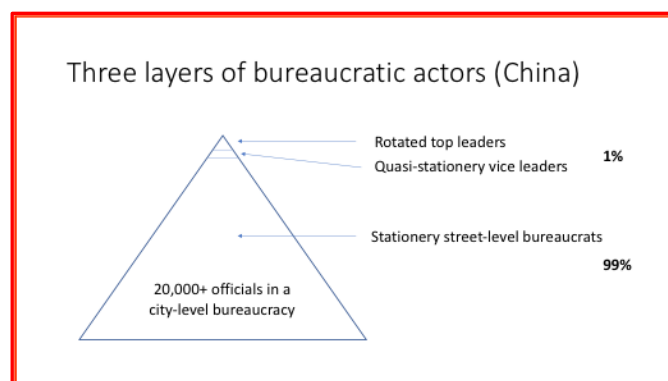 Three layers of bureaucratic actors (China)
Rotated top leaders
1%
Quasi-stationery vice leaders
Stationery street-level bureaucrats
99%
20,000+ officials in a
city-level bureaucracy